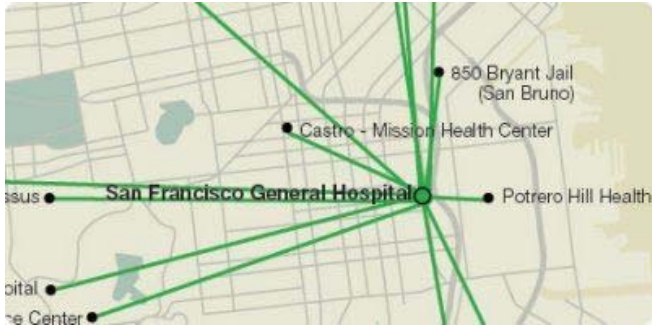 850 Bryant Jail
(San Bruno)
Castro - Mission Health Center
ssus
San Francisco General Hospital
Potrero Hill Health
pital
ce Center